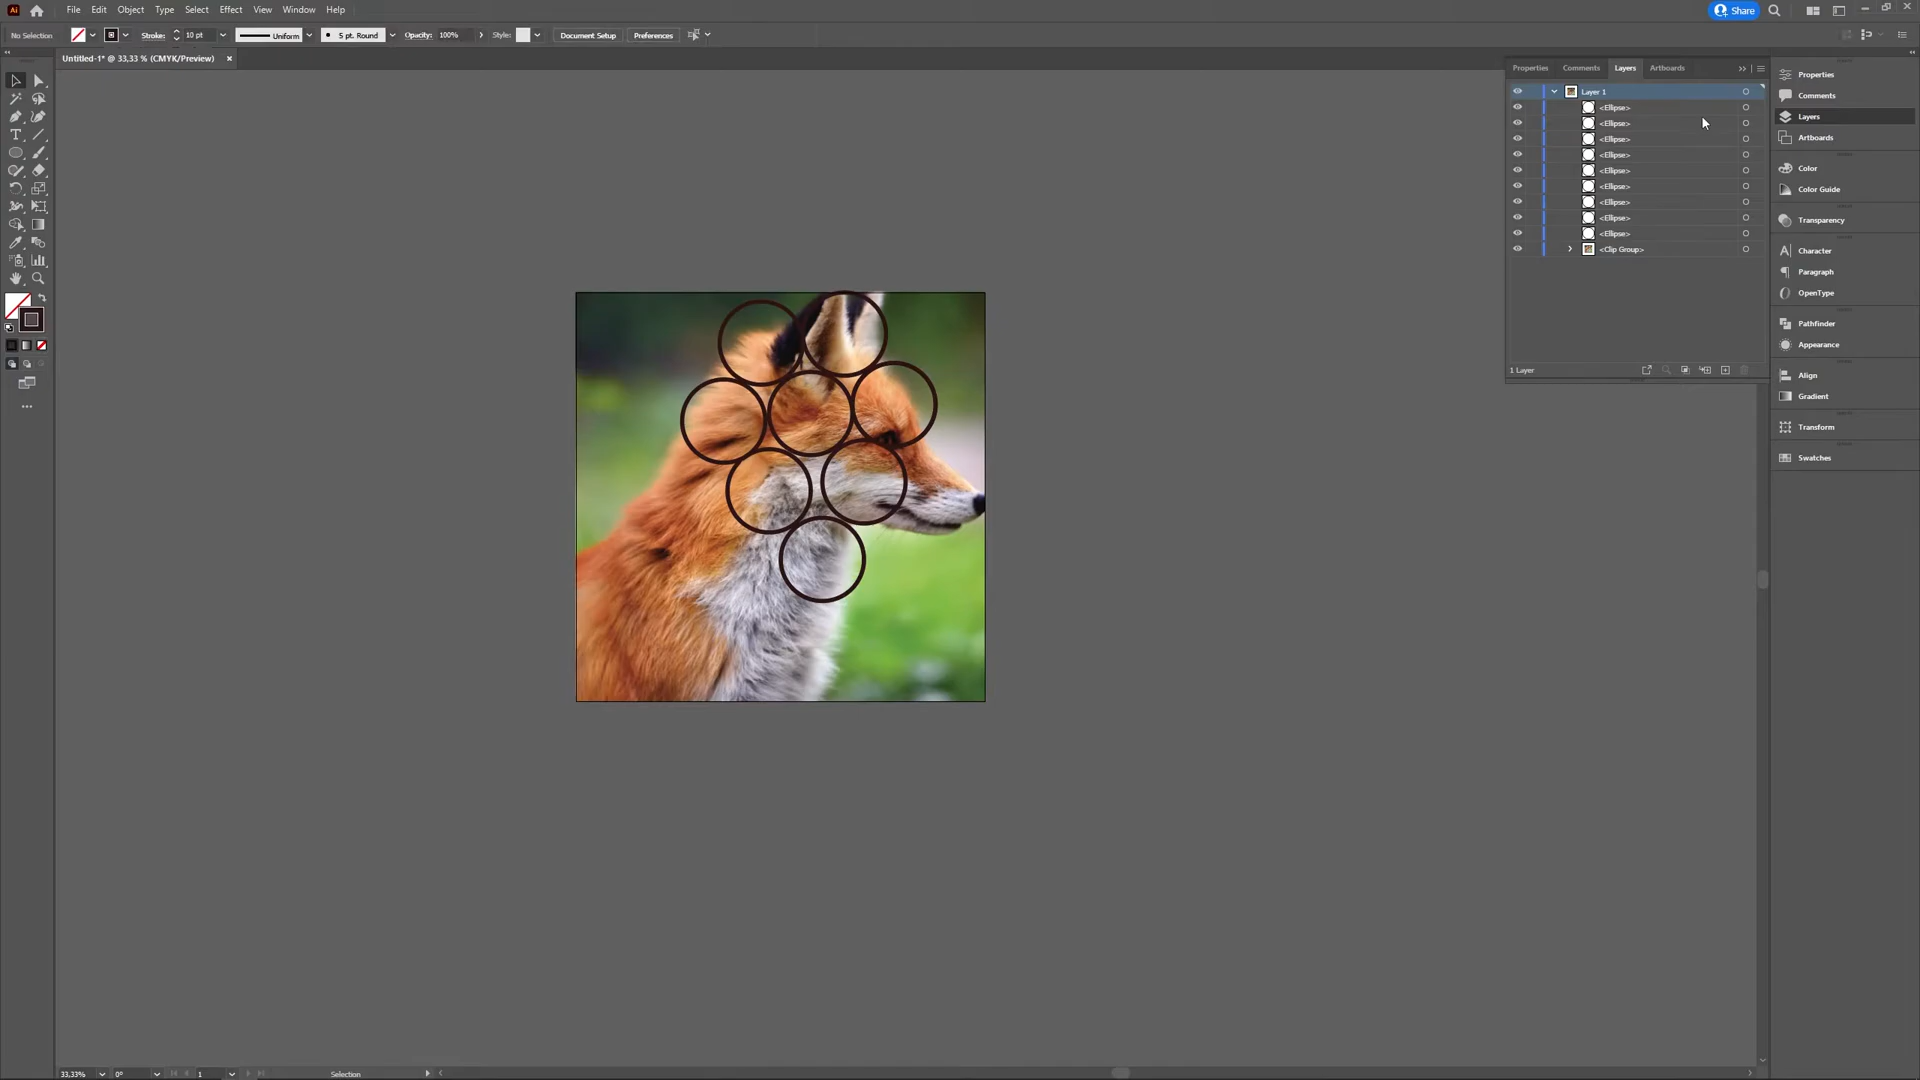 Ai File Edit Object Type Select Effect View Window Help Share
No Selection Stroke: 10 pt Uniform 5 pt. Round Opacity: 100% Style: Document Setup Preferences
Untitled-1* @ 33,33 % (CMYK/Preview) ×
Properties Comments Layers Artboards
Layer 1
<Ellipse>
<Ellipse>
<Ellipse>
<Ellipse>
<Ellipse>
<Ellipse>
<Ellipse>
<Ellipse>
<Ellipse>
<Clip Group>
1 Layer
Properties
Comments
Layers
Artboards
Color
Color Guide
Transparency
Character
Paragraph
OpenType
Pathfinder
Appearance
Align
Gradient
Transform
Swatches
33,33% 0° 1 Selection